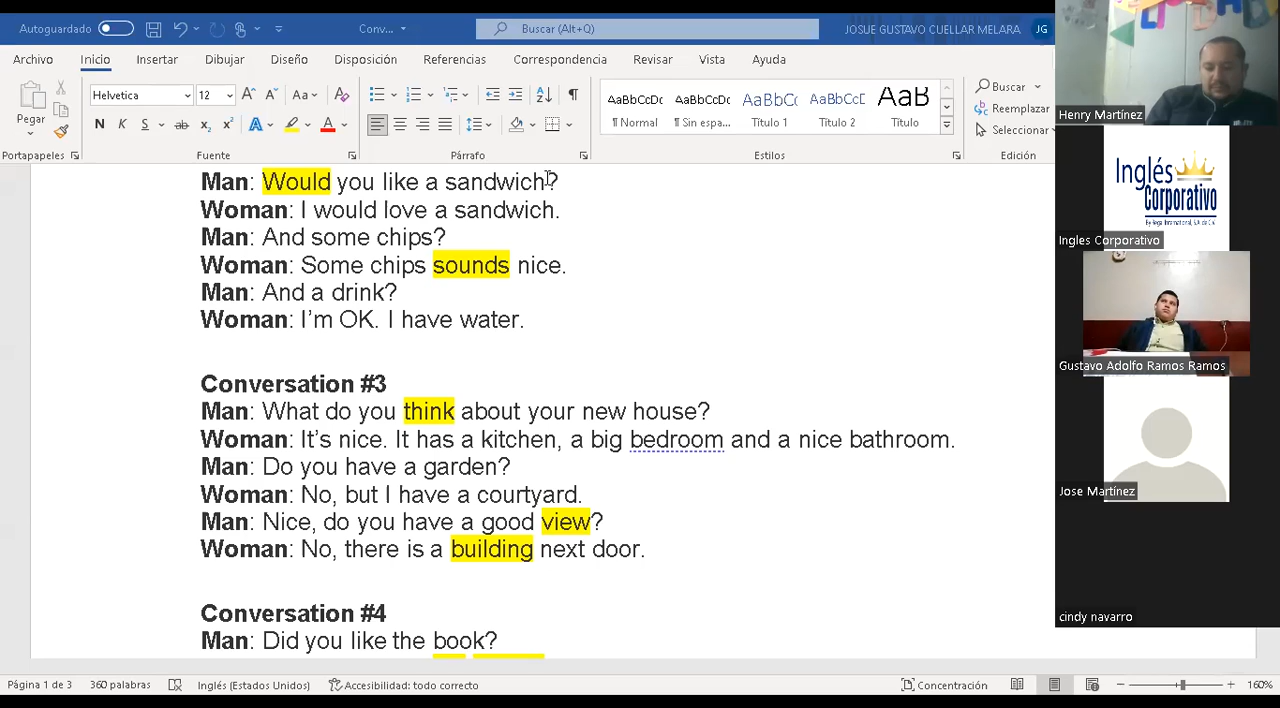 Autoguardado
Conv...
Buscar (Alt+Q)
JOSUE GUSTAVO CUELLAR MELARA
JG
Archivo Inicio Insertar Dibujar Diseño Disposición Referencias Correspondencia Revisar Vista Ayuda
Pegar
Helvetica 12
Aa
N K S ab x₂ x² A A
AaBbCcDc AaBbCcDc AaBbCc AaBbCcC AaB
¶ Normal ¶ Sin espa... Título 1 Título 2 Título
Buscar
Reemplazar
Seleccionar
Portapapeles Fuente Párrafo Estilos Edición
Man: Would you like a sandwich?
Woman: I would love a sandwich.
Man: And some chips?
Woman: Some chips sounds nice.
Man: And a drink?
Woman: I'm OK. I have water.
Conversation #3
Man: What do you think about your new house?
Woman: It's nice. It has a kitchen, a big bedroom and a nice bathroom.
Man: Do you have a garden?
Woman: No, but I have a courtyard.
Man: Nice, do you have a good view?
Woman: No, there is a building next door.
Conversation #4
Man: Did you like the book?
Página 1 de 3 360 palabras Inglés (Estados Unidos) Accesibilidad: todo correcto Concentración 160%
Henry Martínez
Inglés
Corporativo
Ingles Corporativo
Gustavo Adolfo Ramos Ramos
Jose Martínez
cindy navarro